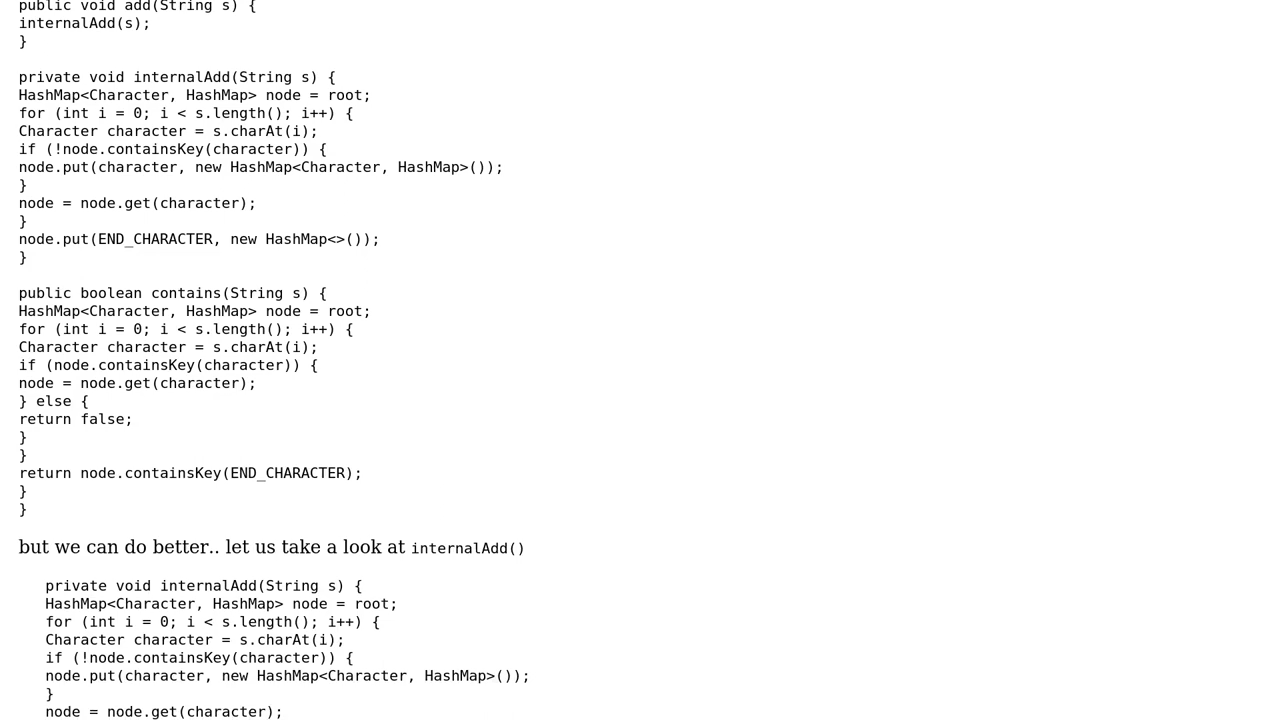 public void add(String s) {
internalAdd(s);
}

private void internalAdd(String s) {
HashMap<Character, HashMap> node = root;
for (int i = 0; i < s.length(); i++) {
Character character = s.charAt(i);
if (!node.containsKey(character)) {
node.put(character, new HashMap<Character, HashMap>());
}
node = node.get(character);
}
node.put(END_CHARACTER, new HashMap<>());
}

public boolean contains(String s) {
HashMap<Character, HashMap> node = root;
for (int i = 0; i < s.length(); i++) {
Character character = s.charAt(i);
if (node.containsKey(character)) {
node = node.get(character);
} else {
return false;
}
}
return node.containsKey(END_CHARACTER);
}
}

but we can do better.. let us take a look at internalAdd()

private void internalAdd(String s) {
HashMap<Character, HashMap> node = root;
for (int i = 0; i < s.length(); i++) {
Character character = s.charAt(i);
if (!node.containsKey(character)) {
node.put(character, new HashMap<Character, HashMap>());
}
node = node.get(character);